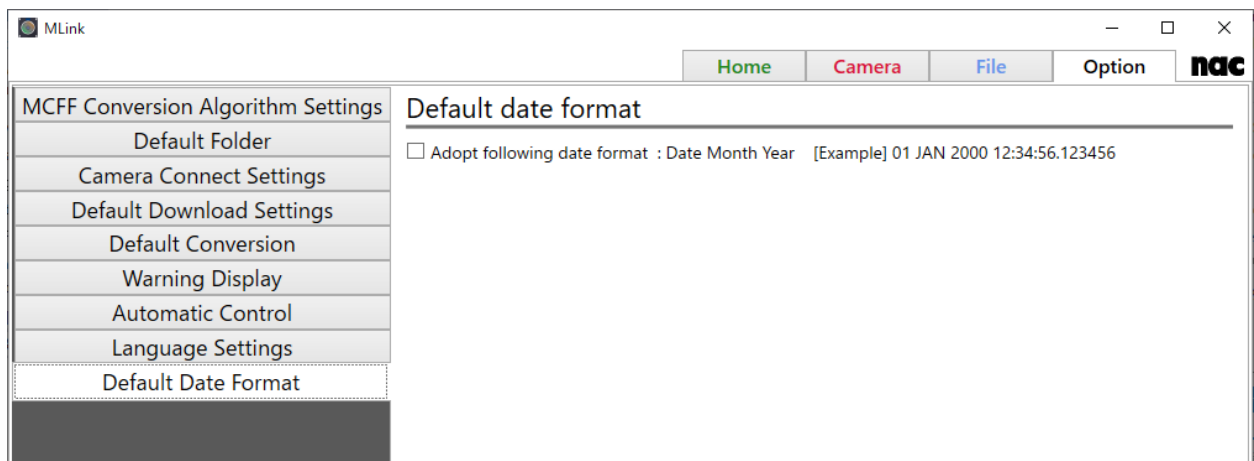 MLink
Home Camera File Option nac
MCFF Conversion Algorithm Settings
Default Folder
Camera Connect Settings
Default Download Settings
Default Conversion
Warning Display
Automatic Control
Language Settings
Default Date Format
Default date format
Adopt following date format : Date Month Year [Example] 01 JAN 2000 12:34:56.123456